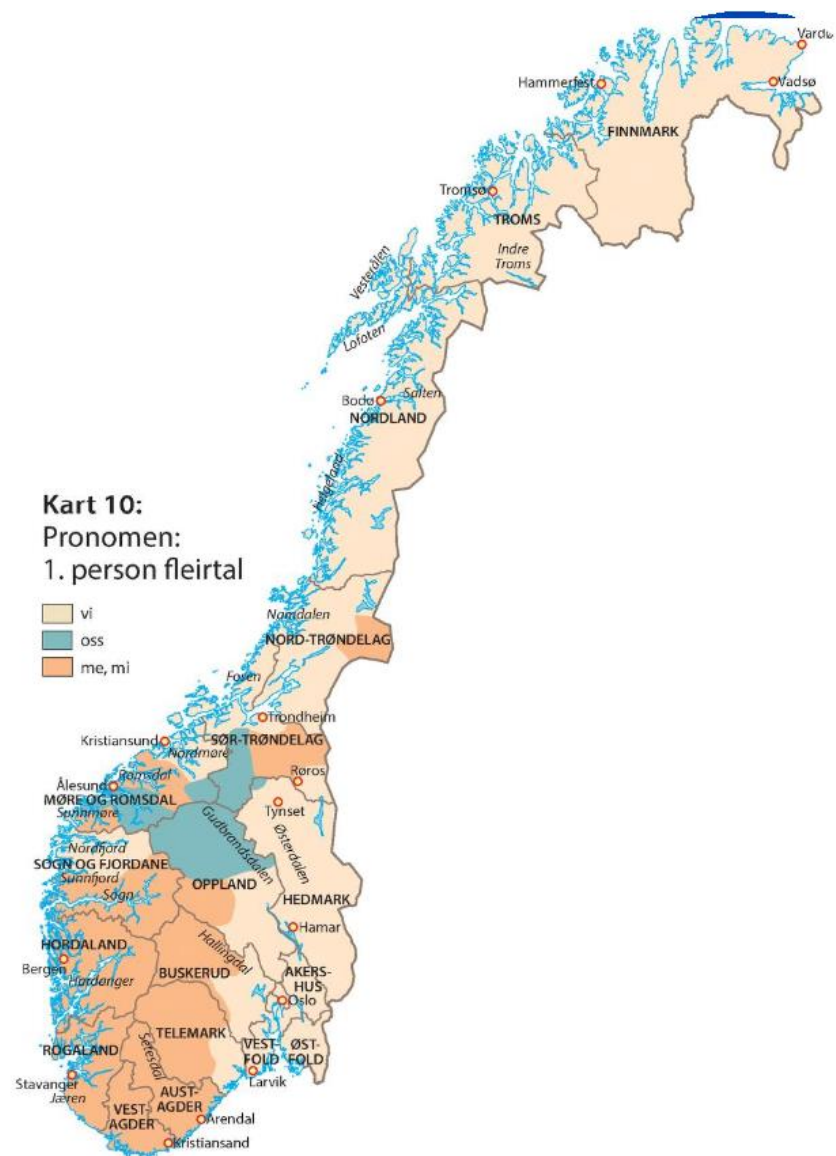 Vardø
Hammerfest
Vadsø
FINNMARK
Tromsø
TROMS
Indre
Troms
Vesterålen
Lofoten
Bodø
Salten
NORDLAND
Helgeland
Kart 10:
Pronomen:
1. person fleirtal
vi
oss
me, mi
Namdalen
NORD-TRØNDELAG
Fosen
Trondheim
Kristiansund
SØR-TRØNDELAG
Nordmøre
Romsdal
Røros
Ålesund
MØRE OG ROMSDAL
Sunnmøre
Tynset
Gudbrandsdalen
Østerdalen
Nordfjord
SOGN OG FJORDANE
Sunnfjord
OPPLAND
Sogn
HEDMARK
Hamar
HORDALAND
Hallingdal
Bergen
BUSKERUD
Hardanger
AKERS-
HUS
Oslo
TELEMARK
ROGALAND
Setesdal
VEST-
FOLD
ØST-
FOLD
Stavanger
Larvik
Jæren
AUST-
AGDER
VEST-
AGDER
Arendal
Kristiansand